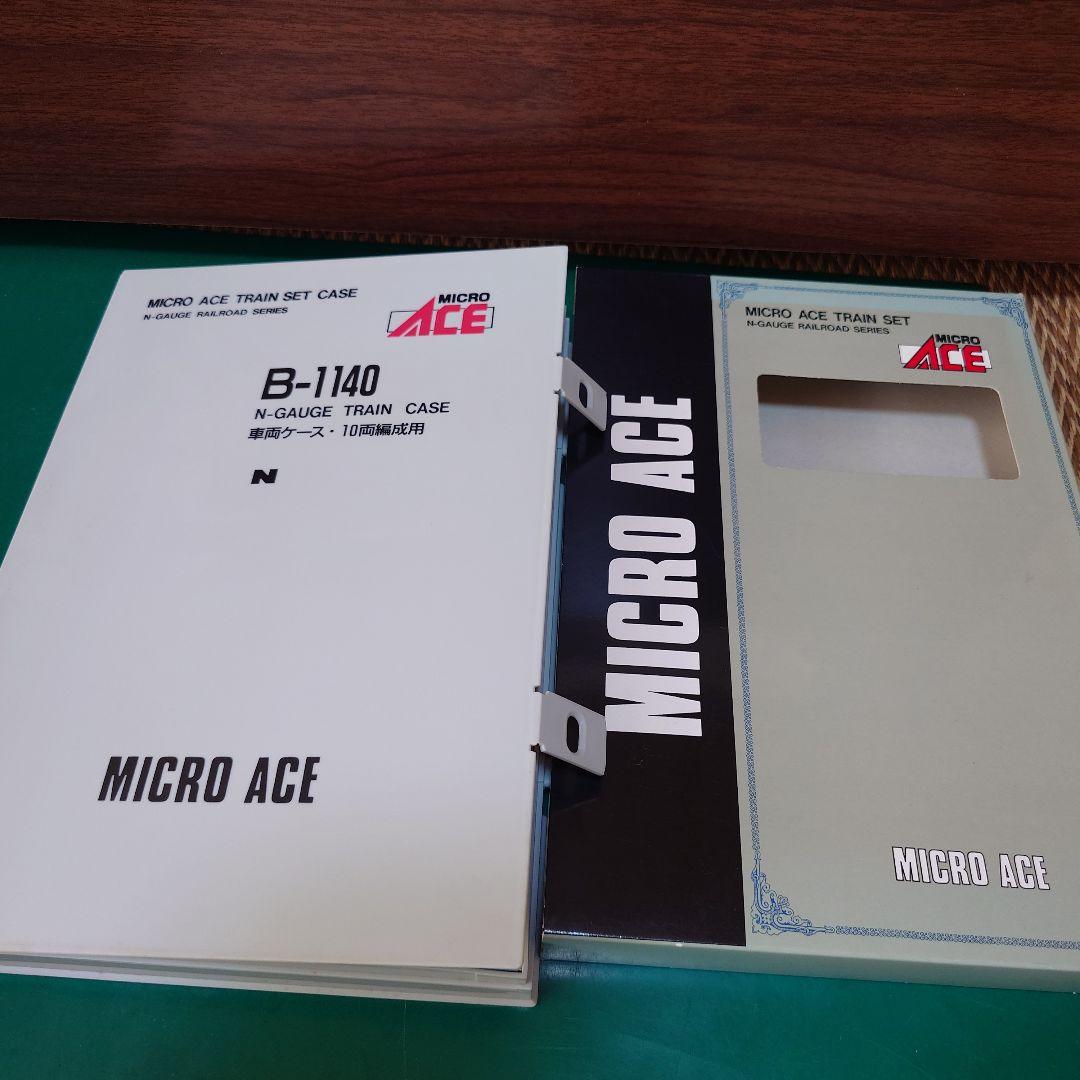 MICRO ACE TRAIN SET CASE
N-GAUGE RAILROAD SERIES
MICRO
ACE
B-1140
N-GAUGE TRAIN CASE
車両ケース・10両編成用
N
MICRO ACE
MICRO ACE
MICRO ACE TRAIN SET
N-GAUGE RAILROAD SERIES
MICRO
ACE
MICRO ACE